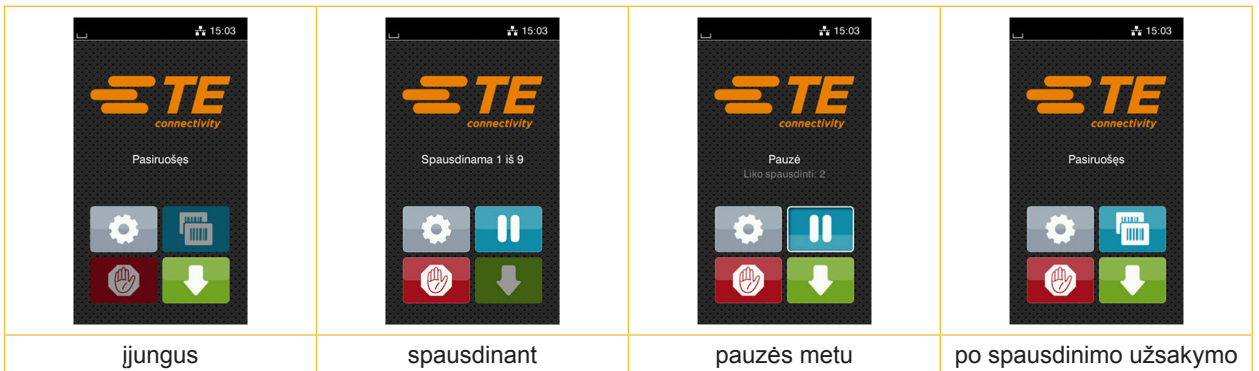 15:03
TE
connectivity
Pasiruošęs
įjungus
15:03
TE
connectivity
Spausdinama 1 iš 9
spausdinant
15:03
TE
connectivity
Pauzė
Liko spausdinti: 2
pauzės metu
15:03
TE
connectivity
Pasiruošęs
po spausdinimo užsakymo